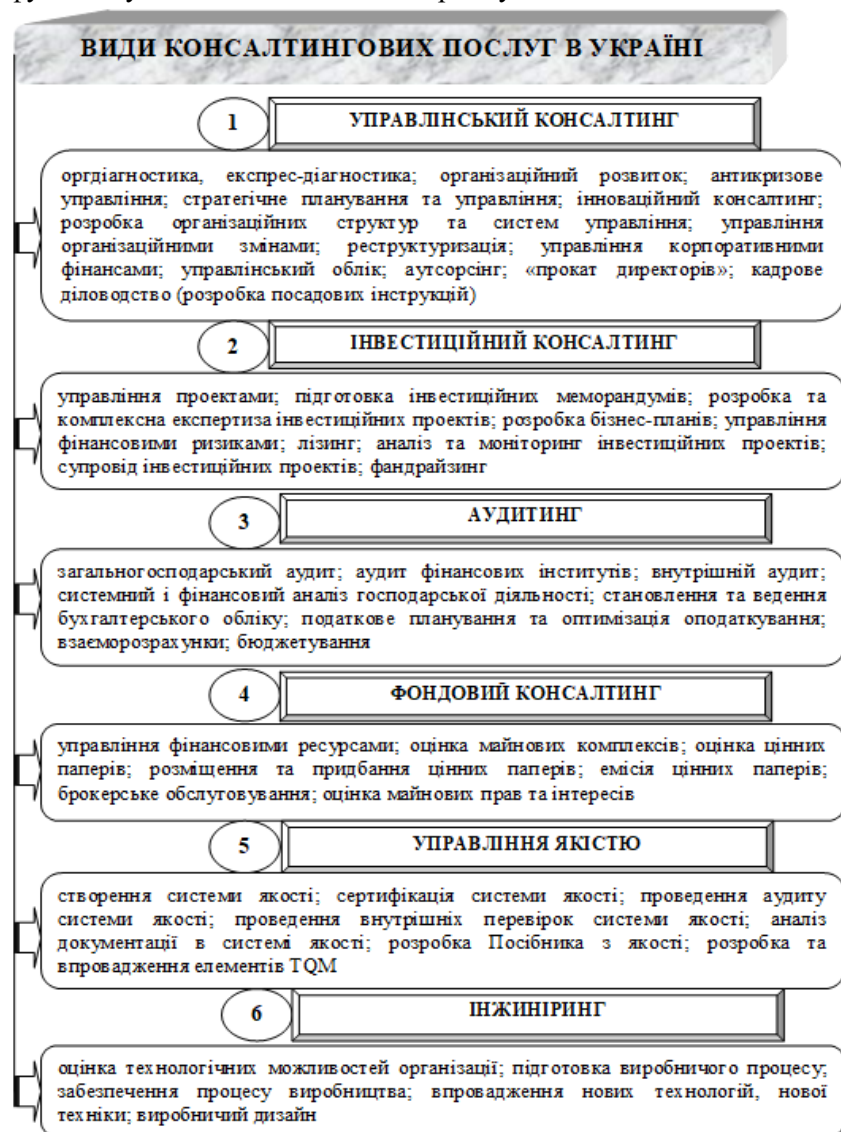 ВИДИ КОНСАЛТИНГОВИХ ПОСЛУГ В УКРАЇНІ
1
УПРАВЛІНСЬКИЙ КОНСАЛТИНГ
оргдіагностика, експрес-діагностика; організаційний розвиток; антикризове
управління; стратегічне планування та управління; інноваційний консалтинг;
розробка організаційних структур та систем управління; управління
організаційними змінами; реструктуризація; управління корпоративними
фінансами; управлінський облік; аутсорсінг; «прокат директорів»; кадрове
діловодство (розробка посадових інструкцій)
2
ІНВЕСТИЦІЙНИЙ КОНСАЛТИНГ
управління проектами; підготовка інвестиційних меморандумів; розробка та
комплексна експертиза інвестиційних проектів; розробка бізнес-планів; управління
фінансовими ризиками; лізинг; аналіз та моніторинг інвестиційних проектів;
супровід інвестиційних проектів; фандрайзинг
3
АУДИТИНГ
загальногосподарський аудит; аудит фінансових інститутів; внутрішній аудит;
системний і фінансовий аналіз господарської діяльності; становлення та ведення
бухгалтерського обліку; податкове планування та оптимізація оподаткування;
взаєморозрахунки; бюджетування
4
ФОНДОВИЙ КОНСАЛТИНГ
управління фінансовими ресурсами; оцінка майнових комплексів; оцінка цінних
паперів; розміщення та придбання цінних паперів; емісія цінних паперів;
брокерське обслуговування; оцінка майнових прав та інтересів
5
УПРАВЛІННЯ ЯКІСТЮ
створення системи якості; сертифікація системи якості; проведення аудиту
системи якості; проведення внутрішніх перевірок системи якості; аналіз
документації в системі якості; розробка Посібника з якості; розробка та
впровадження елементів TQM
6
ІНЖИНІРИНГ
оцінка технологічних можливостей організації; підготовка виробничого процесу;
забезпечення процесу виробництва; впровадження нових технологій, нової
техніки; виробничий дизайн